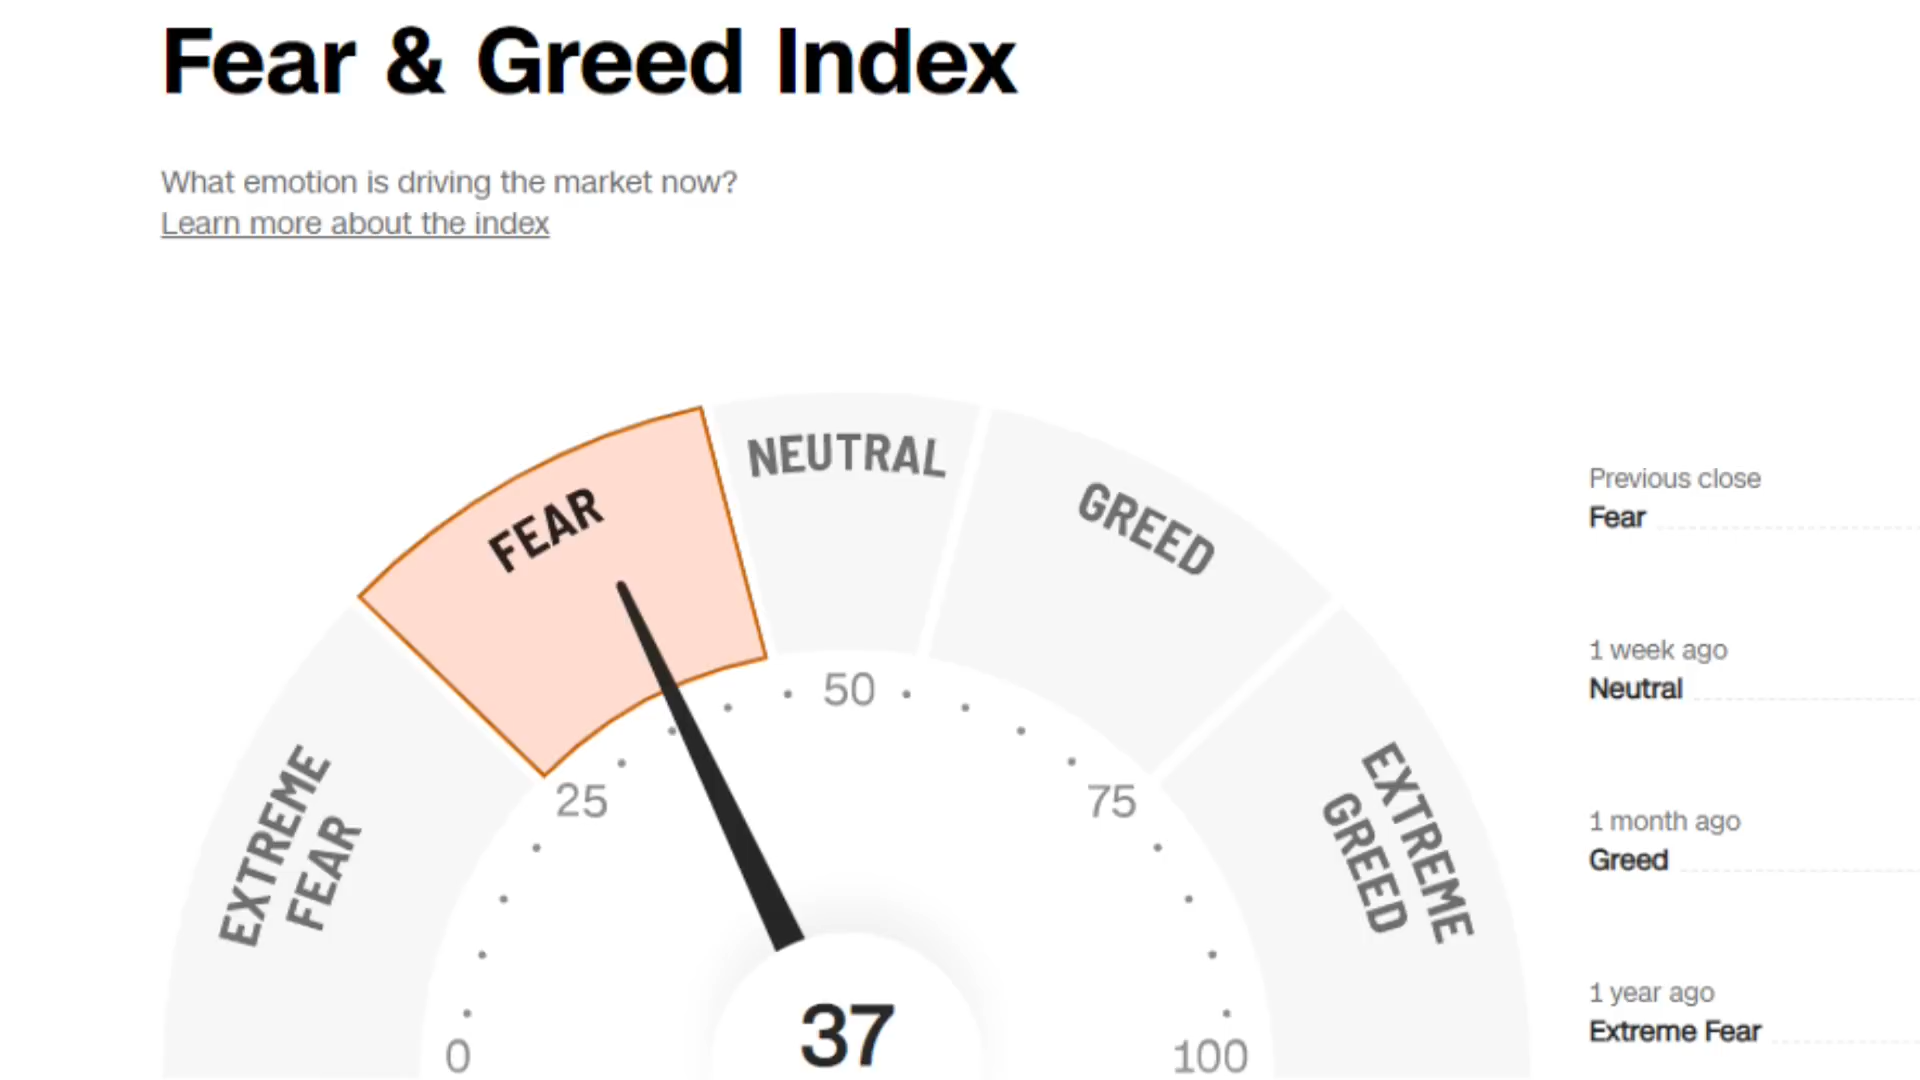 Fear & Greed Index
What emotion is driving the market now?
Learn more about the index
EXTREME
FEAR
FEAR
NEUTRAL
GREED
EXTREME
GREED
0
25
50
75
100
37
Previous close
Fear
1 week ago
Neutral
1 month ago
Greed
1 year ago
Extreme Fear